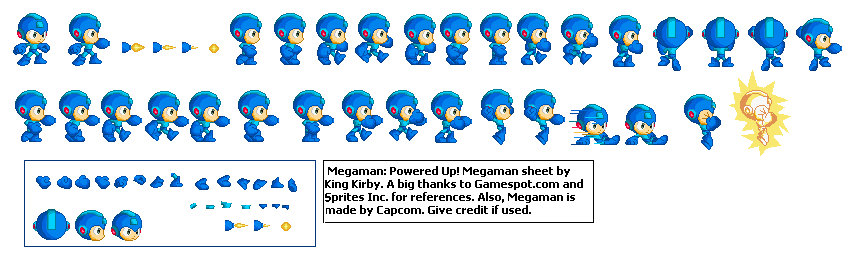 Megaman: Powered Up! Megaman sheet by
King Kirby. A big thanks to Gamespot.com and
Sprites Inc. for references. Also, Megaman is
made by Capcom. Give credit if used.